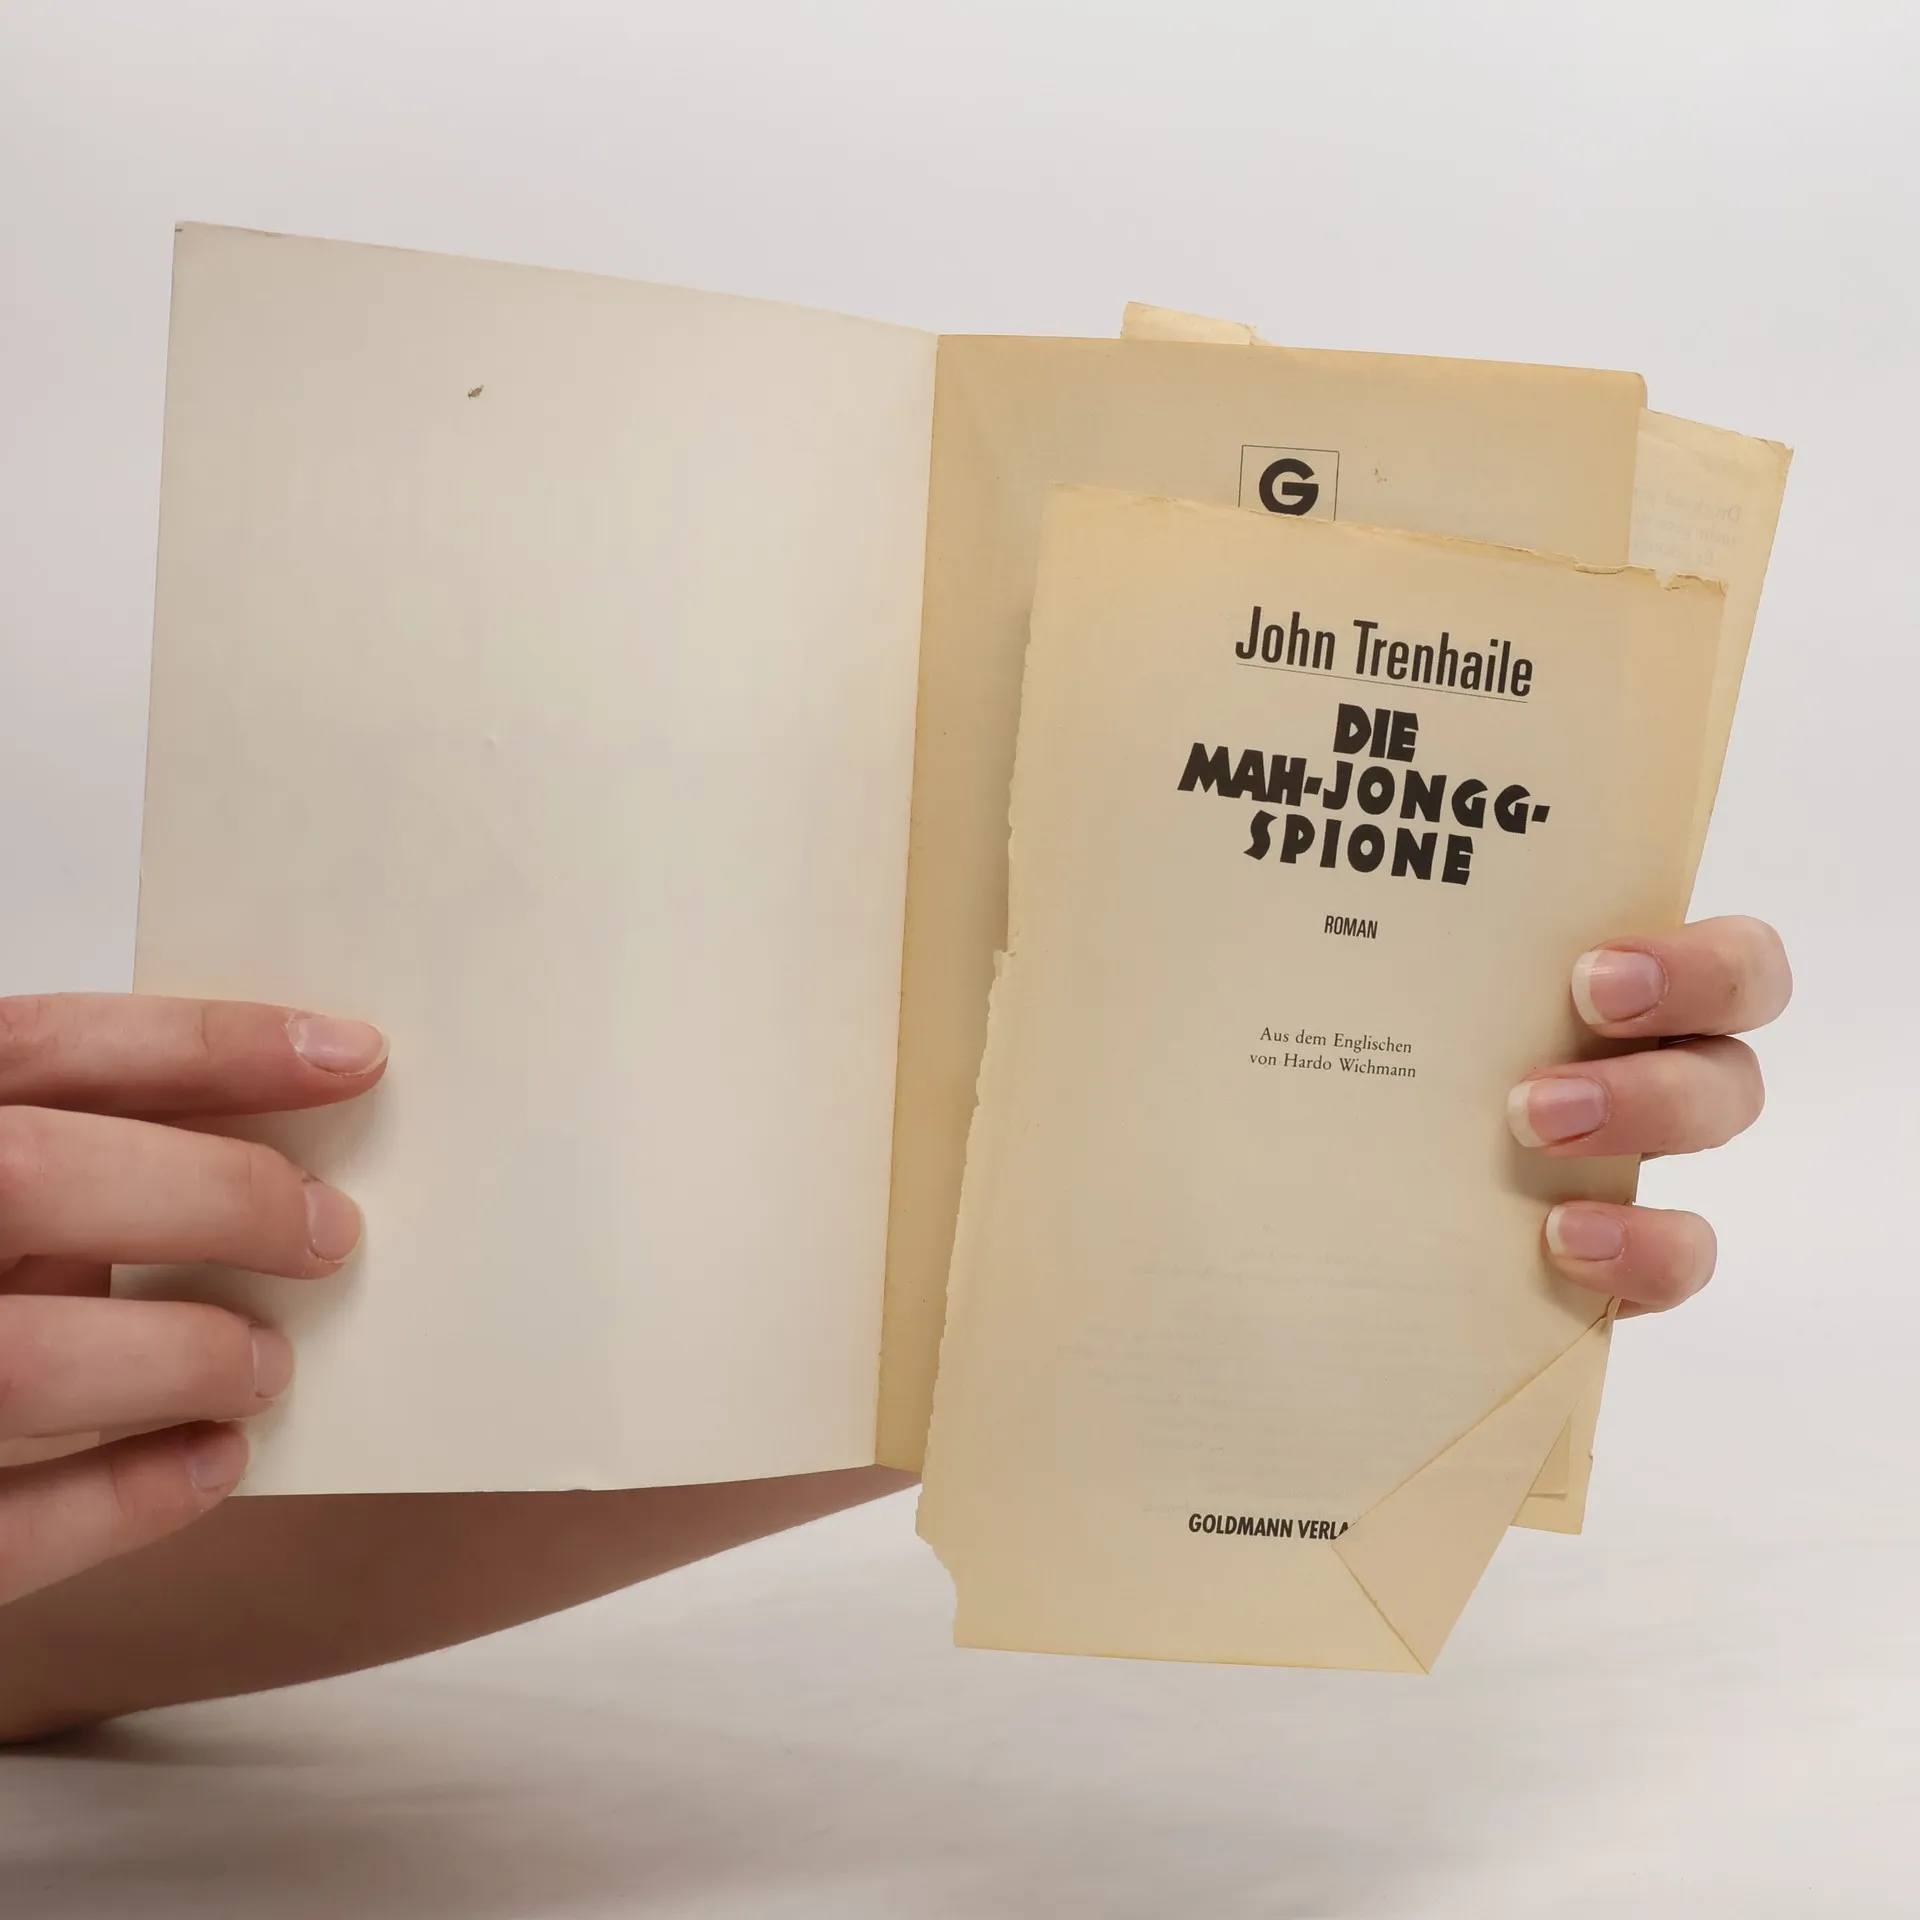 G
John Trenhaile
DIE
MAH-JONGG-
SPIONE
ROMAN
Aus dem Englischen
von Hardo Wichmann
GOLDMANN VERLA